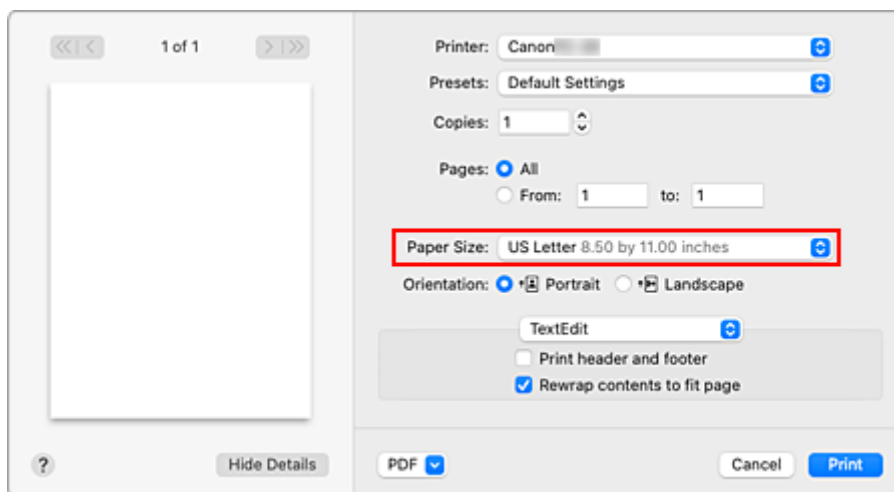 1 of 1
Printer: Canon
Presets: Default Settings
Copies: 1
Pages: All
From: 1 to: 1
Paper Size: US Letter 8.50 by 11.00 inches
Orientation: Portrait Landscape
TextEdit
Print header and footer
Rewrap contents to fit page
? Hide Details PDF Cancel Print